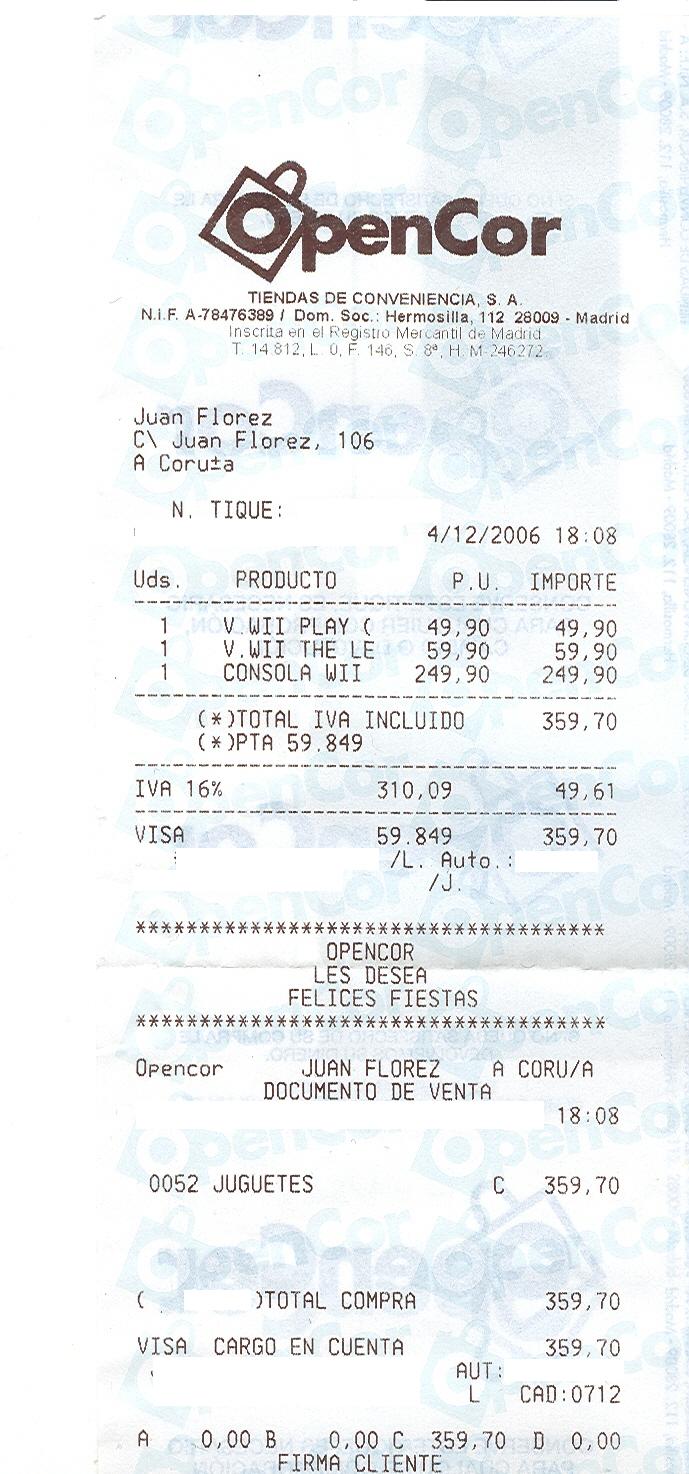 OpenCor
TIENDAS DE CONVENIENCIA, S. A.
N.I.F. A-78476389 / Dom. Soc.: Hermosilla, 112 28009 - Madrid
Inscrita en el Registro Mercantil de Madrid
T. 14.812, L. 0, F. 146, S. 8ª, H. M-246272
Juan Florez
C\ Juan Florez, 106
A Coru±a
N. TIQUE:
4/12/2006 18:08
Uds. PRODUCTO P.U. IMPORTE
1 V.WII PLAY ( 49,90 49,90
1 V.WII THE LE 59,90 59,90
1 CONSOLA WII 249,90 249,90
(*)TOTAL IVA INCLUIDO 359,70
(*)PTA 59.849
IVA 16% 310,09 49,61
VISA 59.849 359,70
/L. Auto.:
/J.
*************************************
OPENCOR
LES DESEA
FELICES FIESTAS
*************************************
Opencor JUAN FLOREZ A CORU/A
DOCUMENTO DE VENTA
18:08
0052 JUGUETES C 359,70
( )TOTAL COMPRA 359,70
VISA CARGO EN CUENTA 359,70
AUT:
L CAD:0712
A 0,00 B 0,00 C 359,70 D 0,00
FIRMA CLIENTE